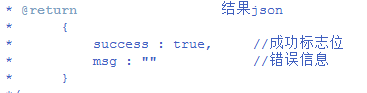 * @return 结果json
* {
* success : true, //成功标志位
* msg : "" //错误信息
* }